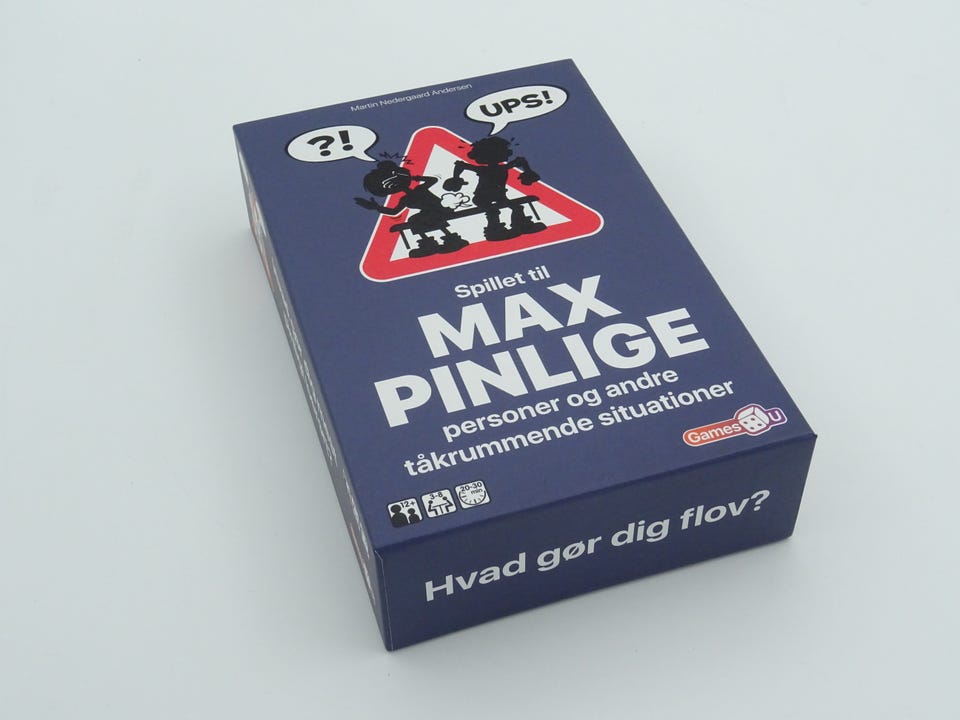 Martin Nedergaard Andersen
?!
UPS!
Spillet til
MAX
PINLIGE
personer og andre
tåkrummende situationer
Games U
12+
3-8
20-30
min.
Hvad gør dig flov?